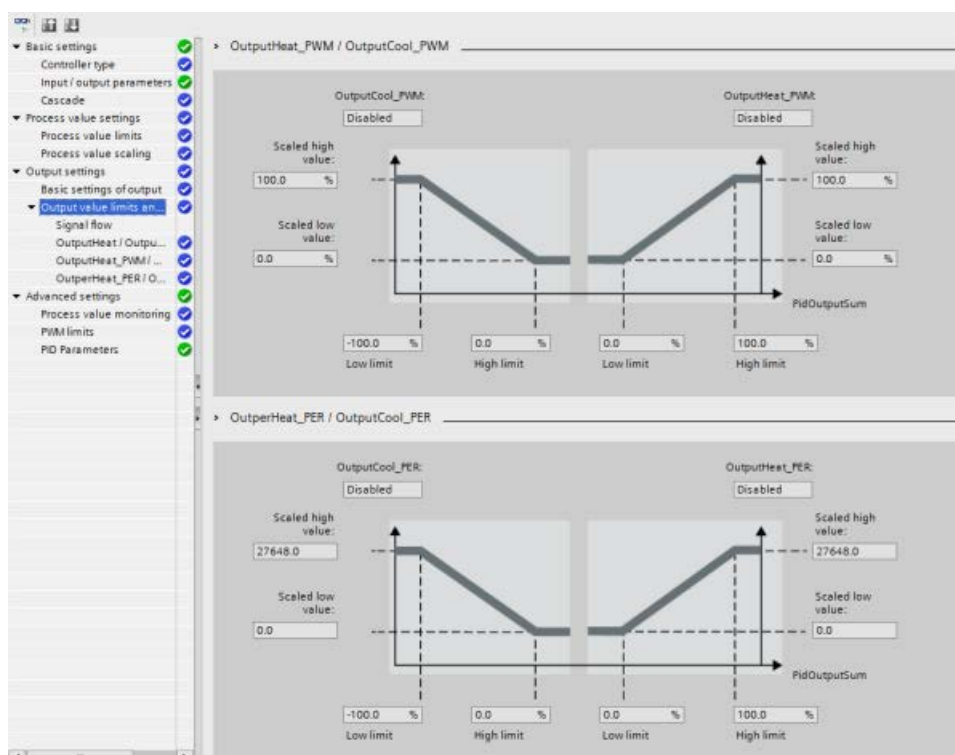 Basic settings
Controller type
Input / output parameters
Cascade
Process value settings
Process value limits
Process value scaling
Output settings
Basic settings of output
Output value limits an...
Signal flow
OutputHeat / Outpu...
OutputHeat_PWM / ...
OutperHeat_PER / O...
Advanced settings
Process value monitoring
PWM limits
PID Parameters
OutputHeat_PWM / OutputCool_PWM
OutputCool_PWM:
Disabled
OutputHeat_PWM:
Disabled
Scaled high
value:
100.0 %
Scaled high
value:
100.0 %
Scaled low
value:
0.0 %
Scaled low
value:
0.0 %
PidOutputSum
-100.0 %
0.0 %
0.0 %
100.0 %
Low limit
High limit
Low limit
High limit
OutperHeat_PER / OutputCool_PER
OutputCool_PER:
Disabled
OutputHeat_PER:
Disabled
Scaled high
value:
27648.0
Scaled high
value:
27648.0
Scaled low
value:
0.0
Scaled low
value:
0.0
PidOutputSum
-100.0 %
0.0 %
0.0 %
100.0 %
Low limit
High limit
Low limit
High limit